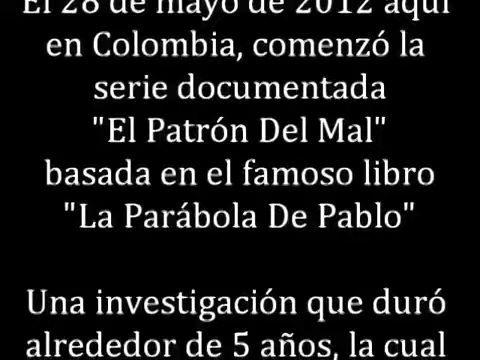 El 28 de mayo de 2012 aquí
en Colombia, comenzó la
serie documentada
"El Patrón Del Mal"
basada en el famoso libro
"La Parábola De Pablo"
Una investigación que duró
alrededor de 5 años, la cual